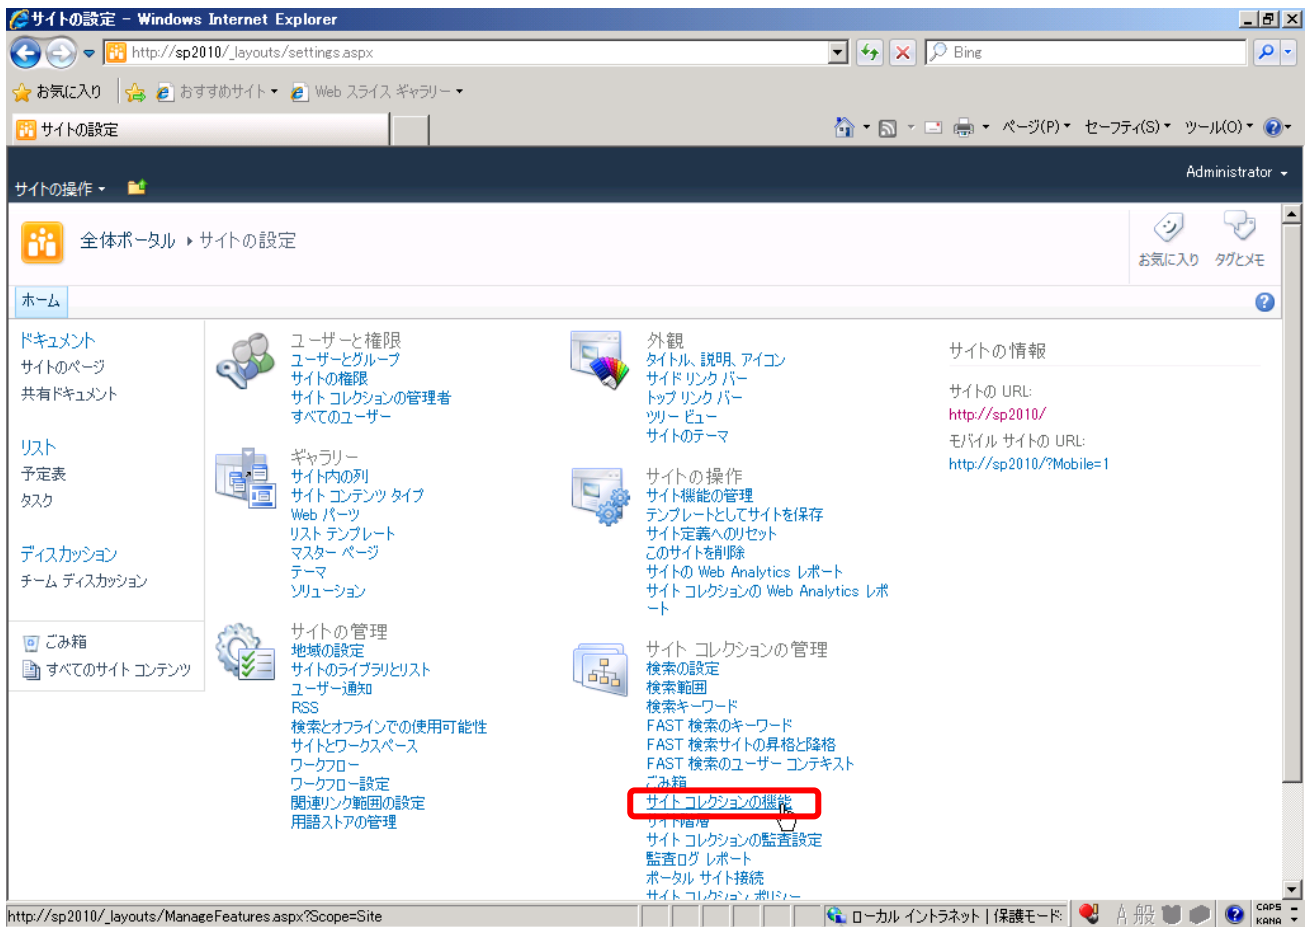 サイトの設定 - Windows Internet Explorer
http://sp2010/_layouts/settings.aspx
Bing
お気に入り
おすすめサイト
Web スライス ギャラリー
サイトの設定
ページ(P)
セーフティ(S)
ツール(O)
Administrator
サイトの操作
全体ポータル
サイトの設定
お気に入り
タグとメモ
ホーム
ドキュメント
サイトのページ
共有ドキュメント
リスト
予定表
タスク
ディスカッション
チーム ディスカッション
ごみ箱
すべてのサイト コンテンツ
ユーザーと権限
ユーザーとグループ
サイトの権限
サイト コレクションの管理者
すべてのユーザー
ギャラリー
サイト内の列
サイト コンテンツ タイプ
Web パーツ
リスト テンプレート
マスター ページ
テーマ
ソリューション
サイトの管理
地域の設定
サイトのライブラリとリスト
ユーザー通知
RSS
検索とオフラインでの使用可能性
サイトとワークスペース
ワークフロー
ワークフロー設定
関連リンク範囲の設定
用語ストアの管理
外観
タイトル、説明、アイコン
サイド リンク バー
トップ リンク バー
ツリー ビュー
サイトのテーマ
サイトの操作
サイト機能の管理
テンプレートとしてサイトを保存
サイト定義へのリセット
このサイトを削除
サイトの Web Analytics レポート
サイト コレクションの Web Analytics レポ
ート
サイト コレクションの管理
検索の設定
検索範囲
検索キーワード
FAST 検索のキーワード
FAST 検索サイトの昇格と降格
FAST 検索のユーザー コンテキスト
ごみ箱
サイト コレクションの機能
サイト階層
サイト コレクションの監査設定
監査ログ レポート
ポータル サイト接続
サイト コレクション ポリシー
サイトの情報
サイトの URL:
http://sp2010/
モバイル サイトの URL:
http://sp2010/?Mobile=1
http://sp2010/_layouts/ManageFeatures.aspx?Scope=Site
ローカル イントラネット | 保護モード:
A 般
CAPS
KANA